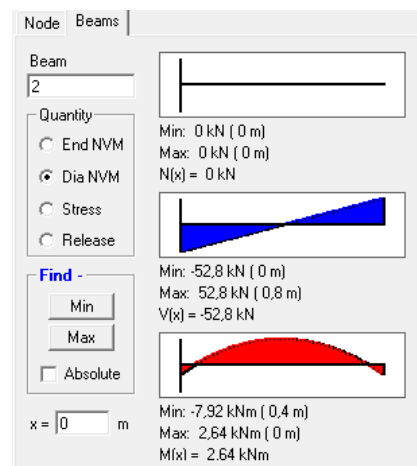 Node Beams
Beam
2
Quantity
End NVM
Dia NVM
Stress
Release
Find -
Min
Max
Absolute
x = 0 m
Min: 0 kN ( 0 m)
Max: 0 kN ( 0 m)
N(x) = 0 kN
Min: -52,8 kN ( 0 m)
Max: 52,8 kN ( 0,8 m)
V(x) = -52,8 kN
Min: -7,92 kNm ( 0,4 m)
Max: 2,64 kNm ( 0 m)
M(x) = 2,64 kNm